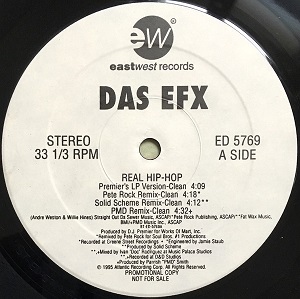 ew
eastwest records
DAS EFX
STEREO
33 1/3 RPM
ED 5769
A SIDE
REAL HIP-HOP
Premier's LP Version-Clean 4:09
Pete Rock Remix-Clean 4:18*
Solid Scheme Remix-Clean 4:12**
PMD Remix-Clean 4:32+
(Andre Weston & Willie Hines) Straight Out Da Sewer Music, ASCAP/* Pete Rock Publishing, ASCAP/* *Fat Wax Music,
BMI/+PMD Music Inc., ASCAP
Produced by D.J. Premier for Works Of Mart, Inc.
*Remixed by Pete Rock for Soul Bros. #1 Productions
*Recorded at Greene Street Recordings • *Engineered by Jamie Staub
**Produced by Solid Scheme
**Mixed by Ivan "Doc" Rodriguez at Music Palace Studios
**Recorded at D&D Studios
+Produced by Parrish "PMD" Smith
© 1995 Atlantic Recording Corp. All Rights Reserved.
PROMOTIONAL COPY
NOT FOR SALE